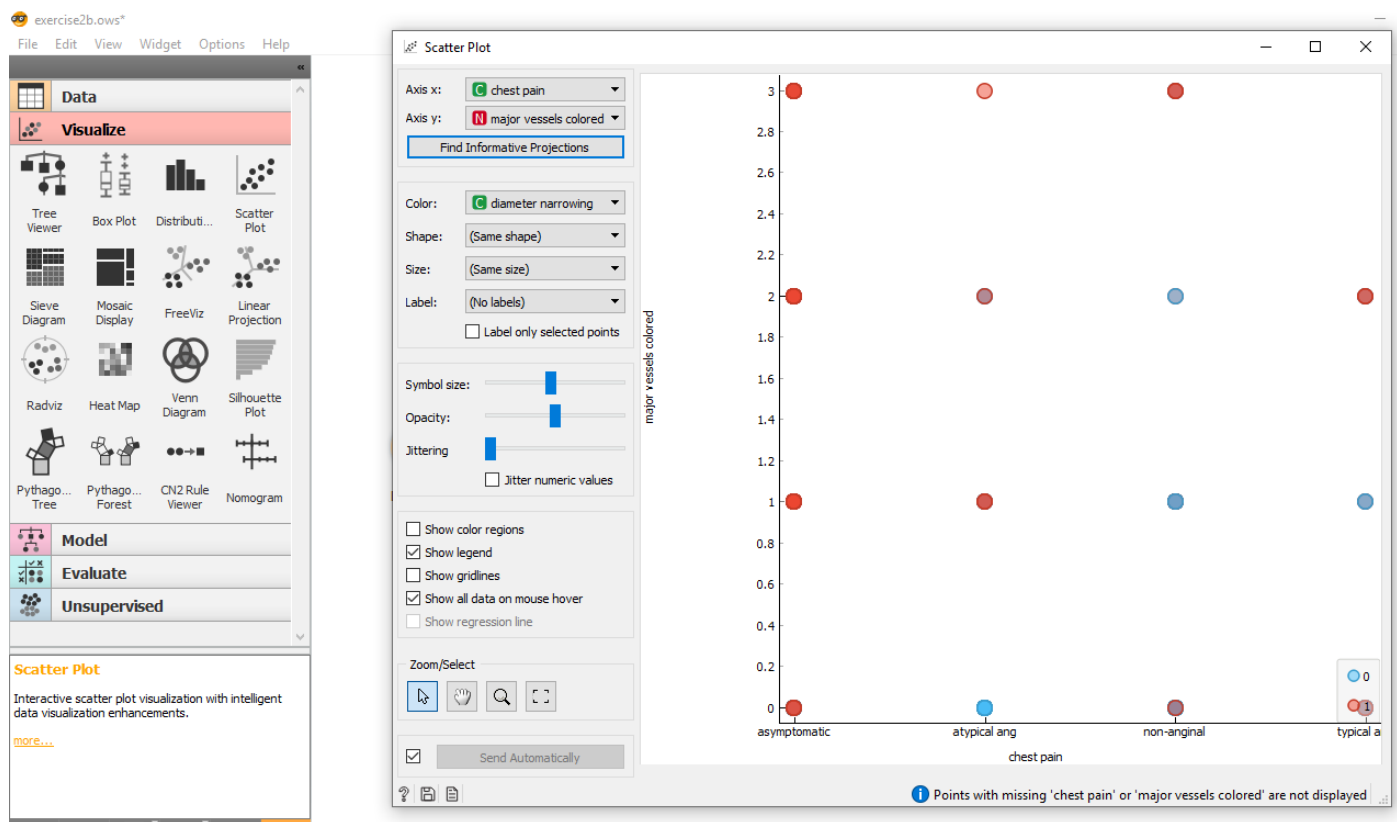 exercise2b.ows*
File Edit View Widget Options Help
«
Data
Visualize
Tree Viewer
Box Plot
Distributi...
Scatter Plot
Sieve Diagram
Mosaic Display
FreeViz
Linear Projection
Radviz
Heat Map
Venn Diagram
Silhouette Plot
Pythago... Tree
Pythago... Forest
CN2 Rule Viewer
Nomogram
Model
Evaluate
Unsupervised
Scatter Plot
Interactive scatter plot visualization with intelligent
data visualization enhancements.
more...
Scatter Plot
Axis x: C chest pain
Axis y: N major vessels colored
Find Informative Projections
Color: C diameter narrowing
Shape: (Same shape)
Size: (Same size)
Label: (No labels)
Label only selected points
Symbol size:
Opacity:
Jittering
Jitter numeric values
Show color regions
Show legend
Show gridlines
Show all data on mouse hover
Show regression line
Zoom/Select
Send Automatically
?
major vessels colored
3
2.8
2.6
2.4
2.2
2
1.8
1.6
1.4
1.2
1
0.8
0.6
0.4
0.2
0
asymptomatic atypical ang non-anginal typical a
chest pain
0
1
Points with missing 'chest pain' or 'major vessels colored' are not displayed